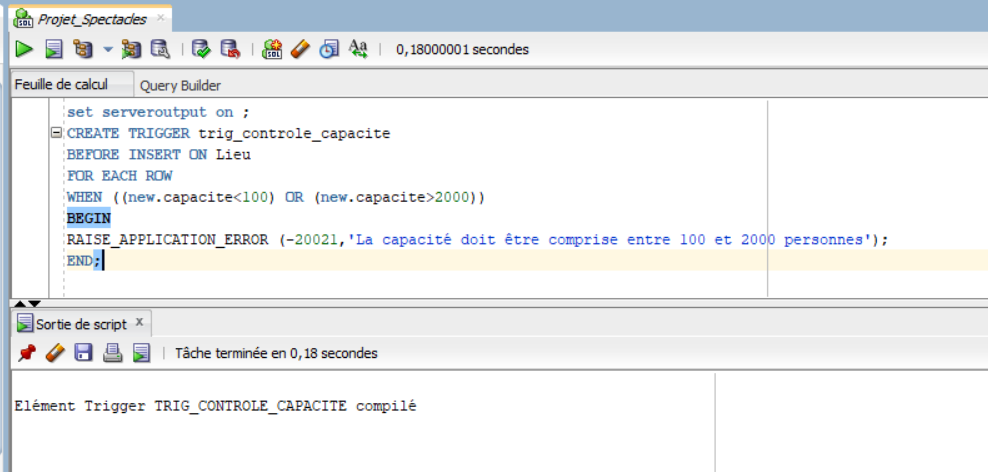 Projet_Spectacles
0,18000001 secondes
Feuille de calcul Query Builder
set serveroutput on ;
CREATE TRIGGER trig_controle_capacite
BEFORE INSERT ON Lieu
FOR EACH ROW
WHEN ((new.capacite<100) OR (new.capacite>2000))
BEGIN
RAISE_APPLICATION_ERROR (-20021,'La capacité doit être comprise entre 100 et 2000 personnes');
END;
Sortie de script x
Tâche terminée en 0,18 secondes
Elément Trigger TRIG_CONTROLE_CAPACITE compilé